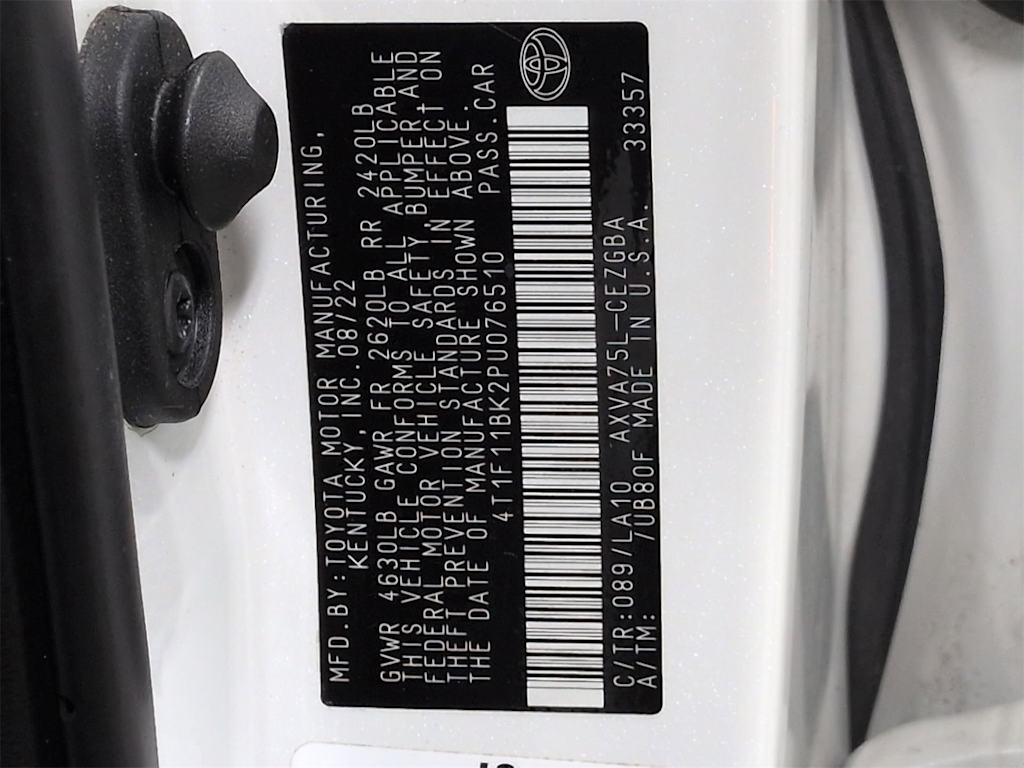 MFD.BY:TOYOTA MOTOR MANUFACTURING,
KENTUCKY,INC.08/22
GVWR 4630LB GAWR FR 2620LB RR 2420LB
THIS VEHICLE CONFORMS TO ALL APPLICABLE
FEDERAL MOTOR VEHICLE SAFETY,BUMPER,AND
THEFT PREVENTION STANDARDS IN EFFECT ON
THE DATE OF MANUFACTURE SHOWN ABOVE.
4T1F11BK2PU076510 PASS.CAR
C/TR:089/LA10 AXVA75L-CEZGBA
A/TM: /UB80F MADE IN U.S.A. 33357